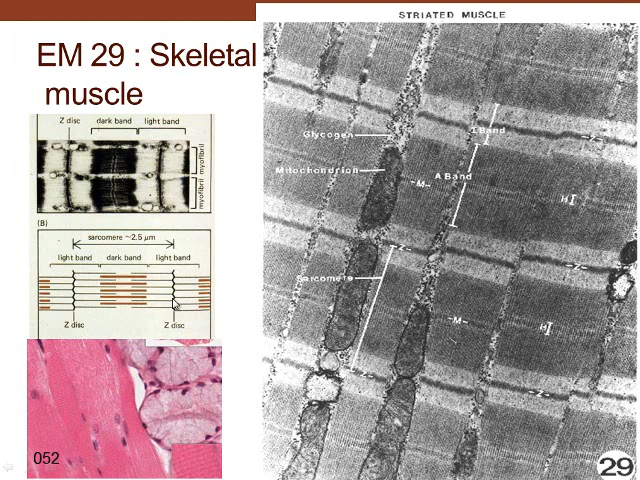 EM 29 : Skeletal
muscle
Z disc dark band light band
myofibril
myofibril
(B)
sarcomere ~2.5 µm
light band dark band light band
Z disc Z disc
052
STRIATED MUSCLE
I Band
Z
Glycogen
Mitochondrion
A Band
M
H
Z
Z
Sarcomere
M
H
Z
29